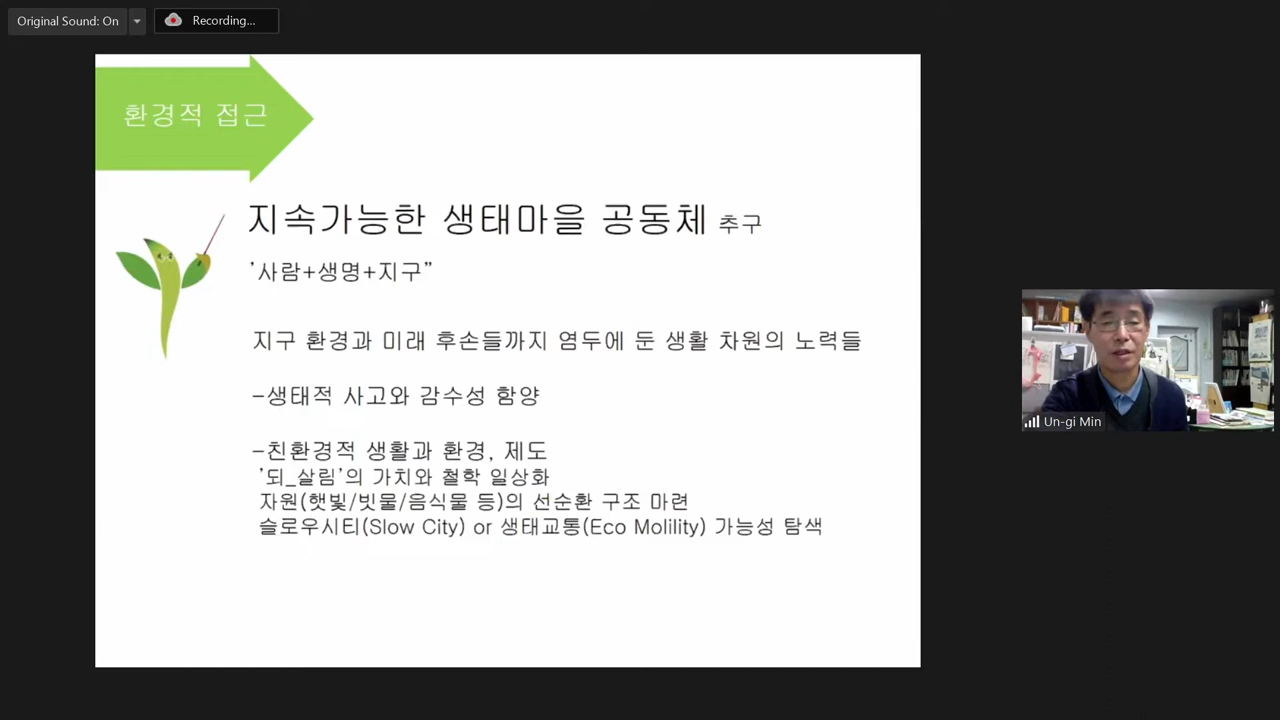 Original Sound: On
Recording...
환경적 접근
지속가능한 생태마을 공동체 추구
'사람+생명+지구”
지구 환경과 미래 후손들까지 염두에 둔 생활 차원의 노력들
-생태적 사고와 감수성 함양
-친환경적 생활과 환경, 제도
'되_살림'의 가치와 철학 일상화
자원(햇빛/빗물/음식물 등)의 선순환 구조 마련
슬로우시티(Slow City) or 생태교통(Eco Molility) 가능성 탐색
Un-gi Min